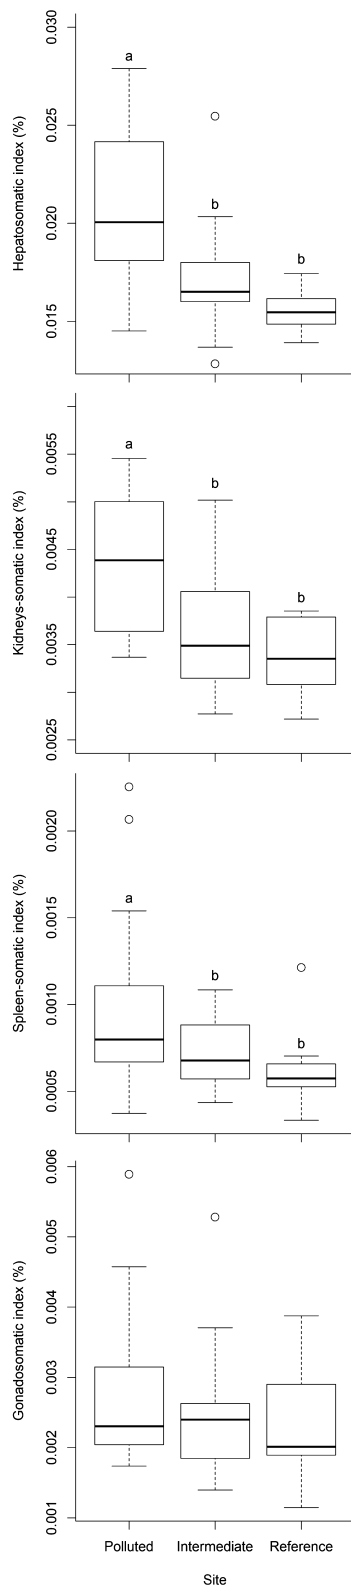 Hepatosomatic index (%)
0.030
0.025
0.020
0.015
a
b
b
Kidneys-somatic index (%)
0.0055
0.0045
0.0035
0.0025
a
b
b
Spleen-somatic index (%)
0.0020
0.0015
0.0010
0.0005
a
b
b
Gonadosomatic index (%)
0.006
0.005
0.004
0.003
0.002
0.001
Polluted Intermediate Reference
Site